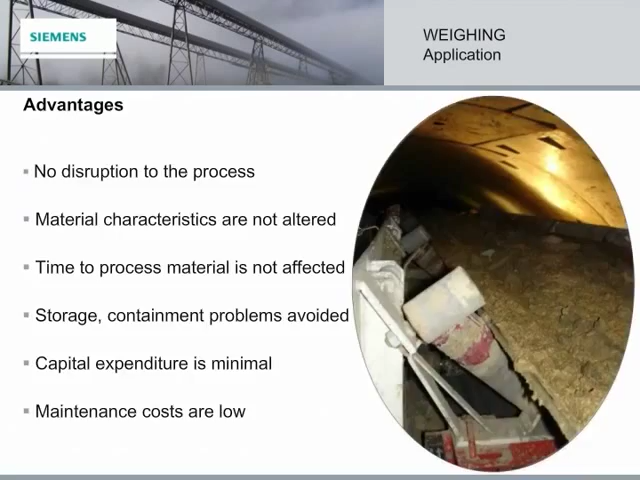 SIEMENS
WEIGHING
Application
Advantages
No disruption to the process
Material characteristics are not altered
Time to process material is not affected
Storage, containment problems avoided
Capital expenditure is minimal
Maintenance costs are low